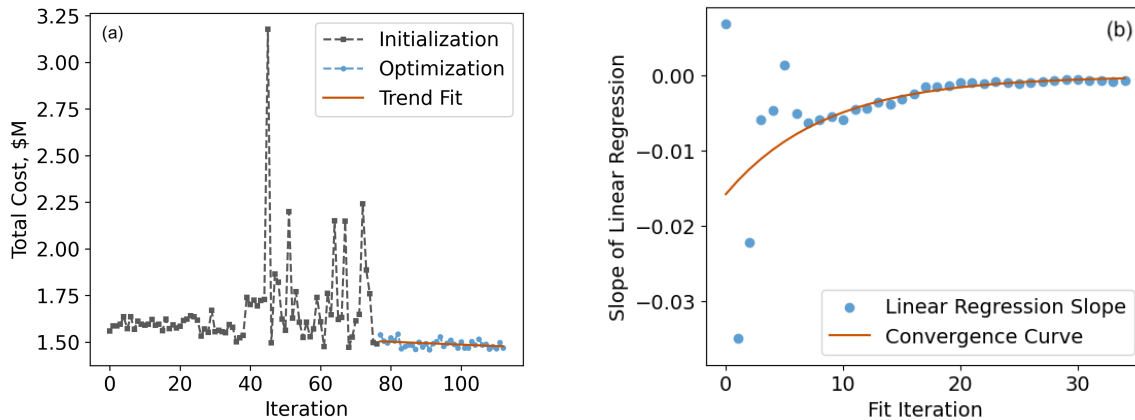 (a)
Total Cost, $M
3.25
3.00
2.75
2.50
2.25
2.00
1.75
1.50
Initialization
Optimization
Trend Fit
0
20
40
60
80
100
Iteration
(b)
Slope of Linear Regression
0.00
−0.01
−0.02
−0.03
Linear Regression Slope
Convergence Curve
0
10
20
30
Fit Iteration